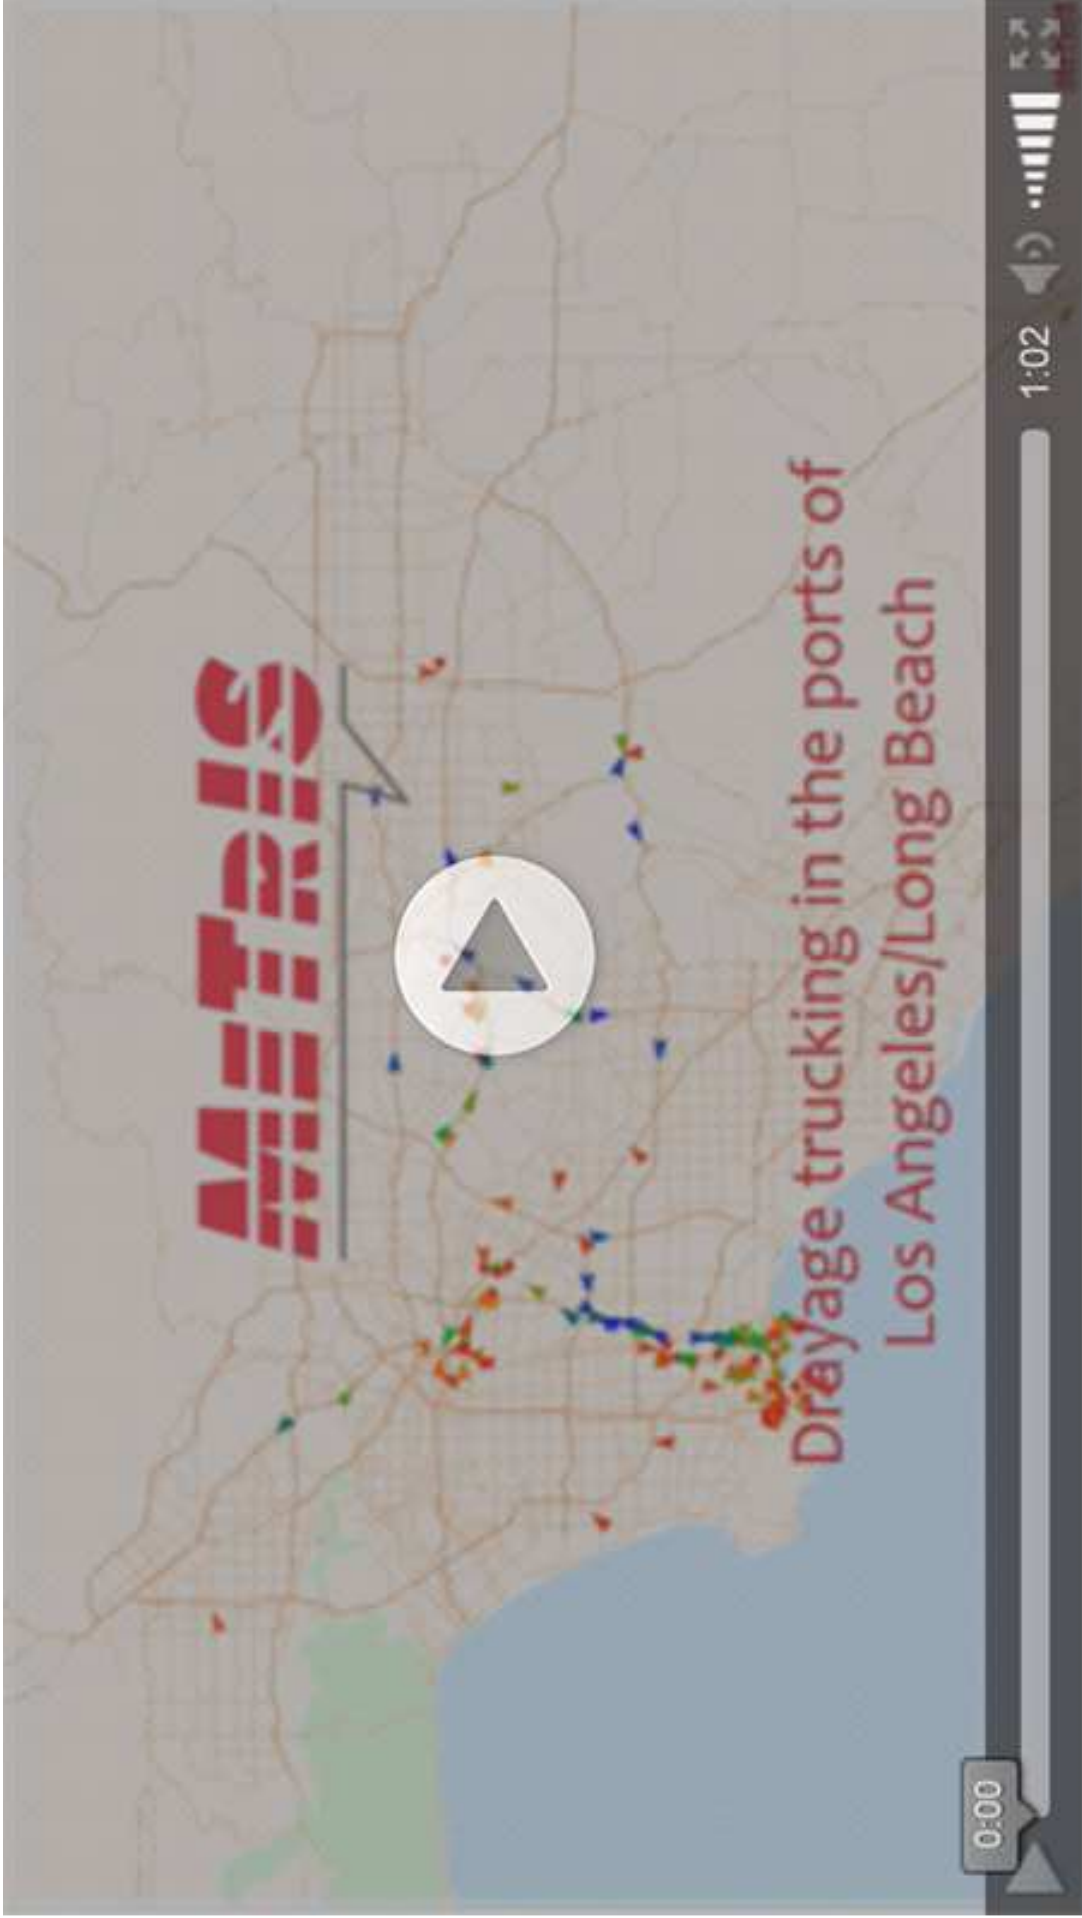 METRIS
Drayage trucking in the ports of
Los Angeles/Long Beach
0:00
1:02